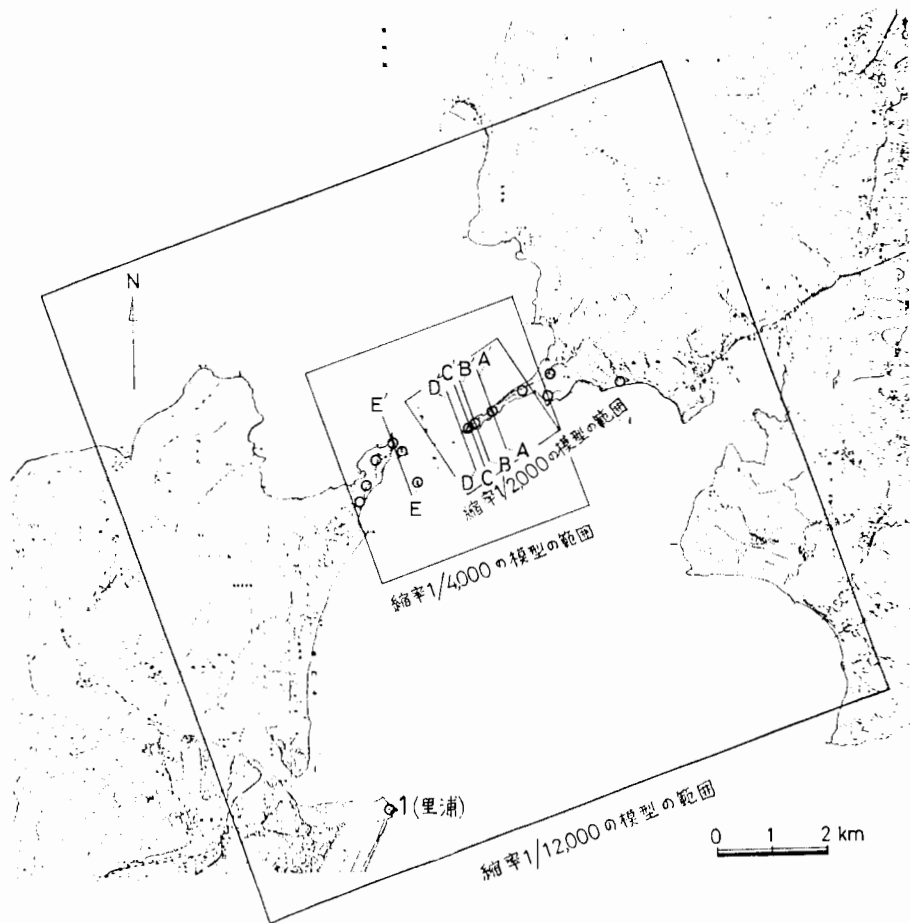 N
D' C' B' A'
E'
D C B A
E
縮率1/2,000の模型の範囲
縮率1/4,000の模型の範囲
1(里浦)
縮率1/12,000の模型の範囲
0 1 2 km